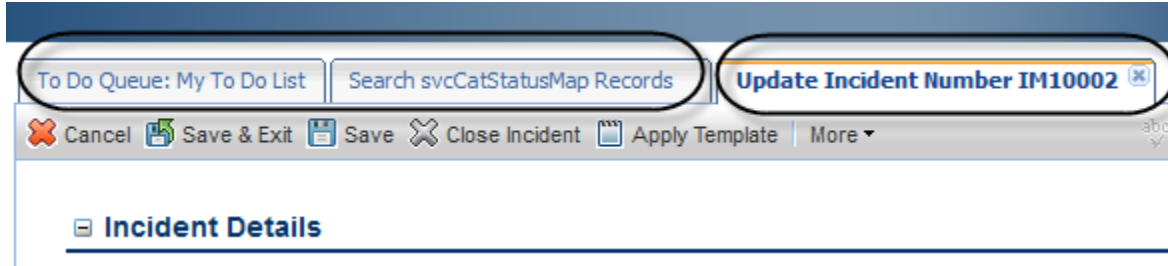 To Do Queue: My To Do List Search svcCatStatusMap Records Update Incident Number IM10002
Cancel Save & Exit Save Close Incident Apply Template More abc
Incident Details